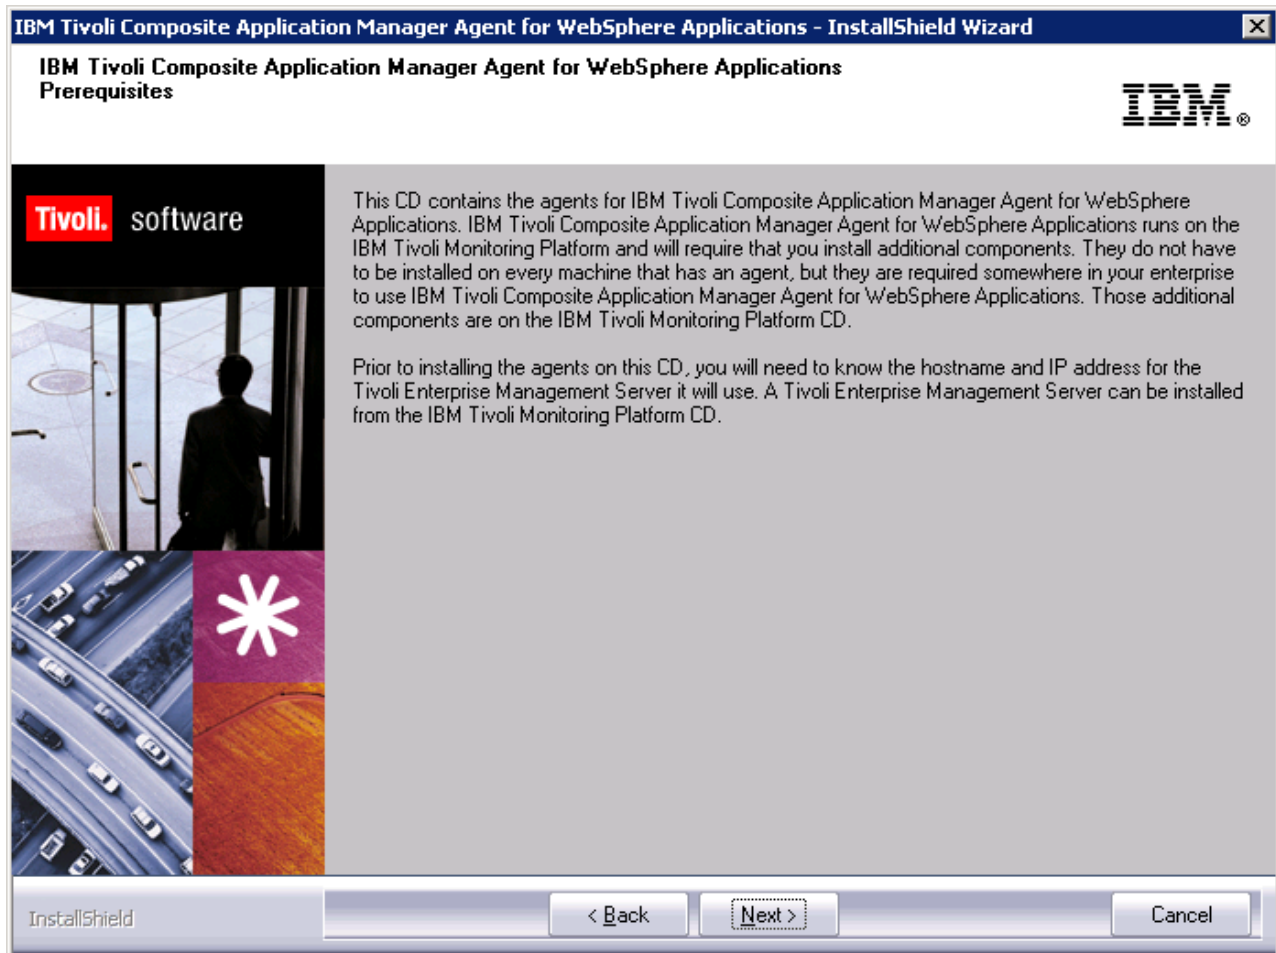 IBM Tivoli Composite Application Manager Agent for WebSphere Applications - InstallShield Wizard
IBM Tivoli Composite Application Manager Agent for WebSphere Applications
Prerequisites
IBM®
Tivoli. software
This CD contains the agents for IBM Tivoli Composite Application Manager Agent for WebSphere
Applications. IBM Tivoli Composite Application Manager Agent for WebSphere Applications runs on the
IBM Tivoli Monitoring Platform and will require that you install additional components. They do not have
to be installed on every machine that has an agent, but they are required somewhere in your enterprise
to use IBM Tivoli Composite Application Manager Agent for WebSphere Applications. Those additional
components are on the IBM Tivoli Monitoring Platform CD.
Prior to installing the agents on this CD, you will need to know the hostname and IP address for the
Tivoli Enterprise Management Server it will use. A Tivoli Enterprise Management Server can be installed
from the IBM Tivoli Monitoring Platform CD.
InstallShield
< Back
Next >
Cancel